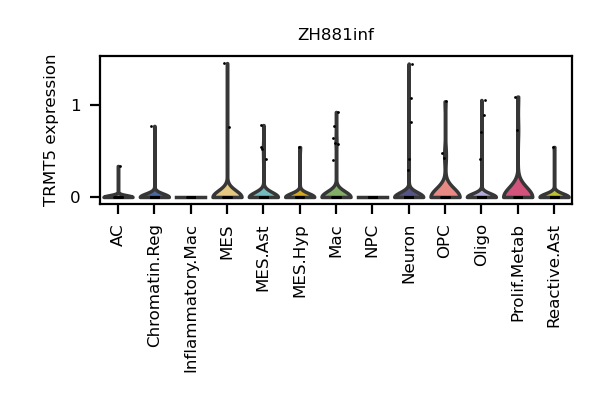 ZH881inf
TRMT5 expression
1
0
AC
Chromatin.Reg
Inflammatory.Mac
MES
MES.Ast
MES.Hyp
Mac
NPC
Neuron
OPC
Oligo
Prolif.Metab
Reactive.Ast